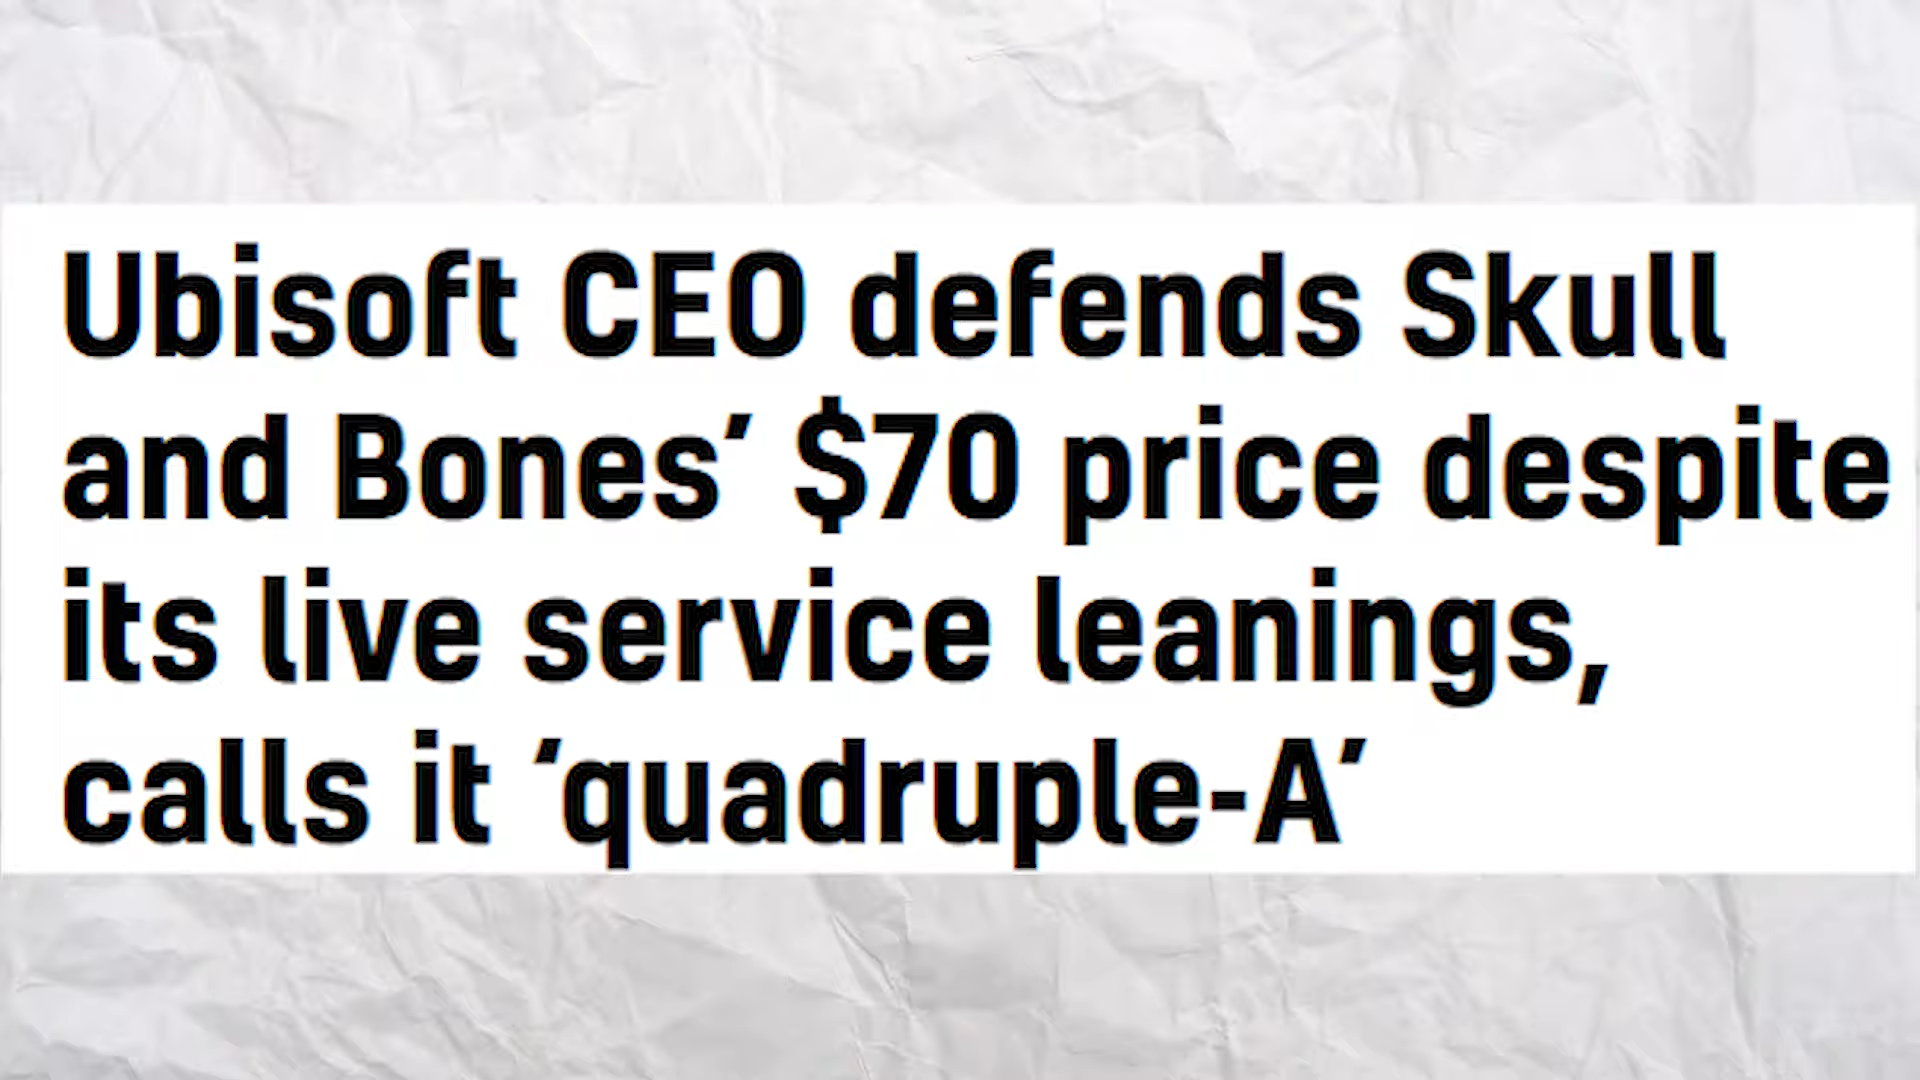 Ubisoft CEO defends Skull
and Bones’ $70 price despite
its live service leanings,
calls it ‘quadruple-A’